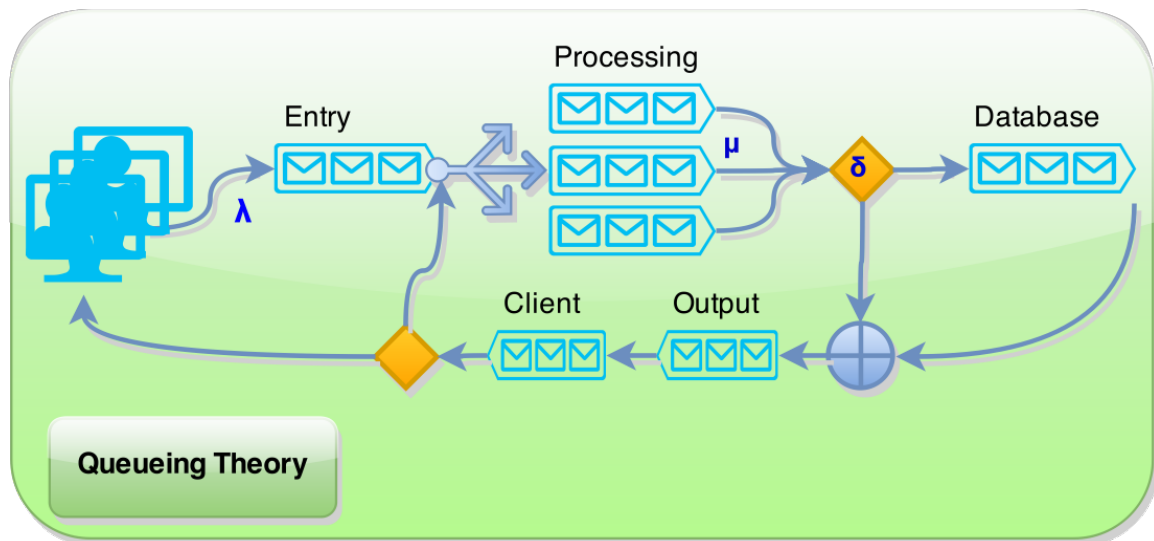 Processing
Entry
Database
λ
μ
δ
Client
Output
Queueing Theory